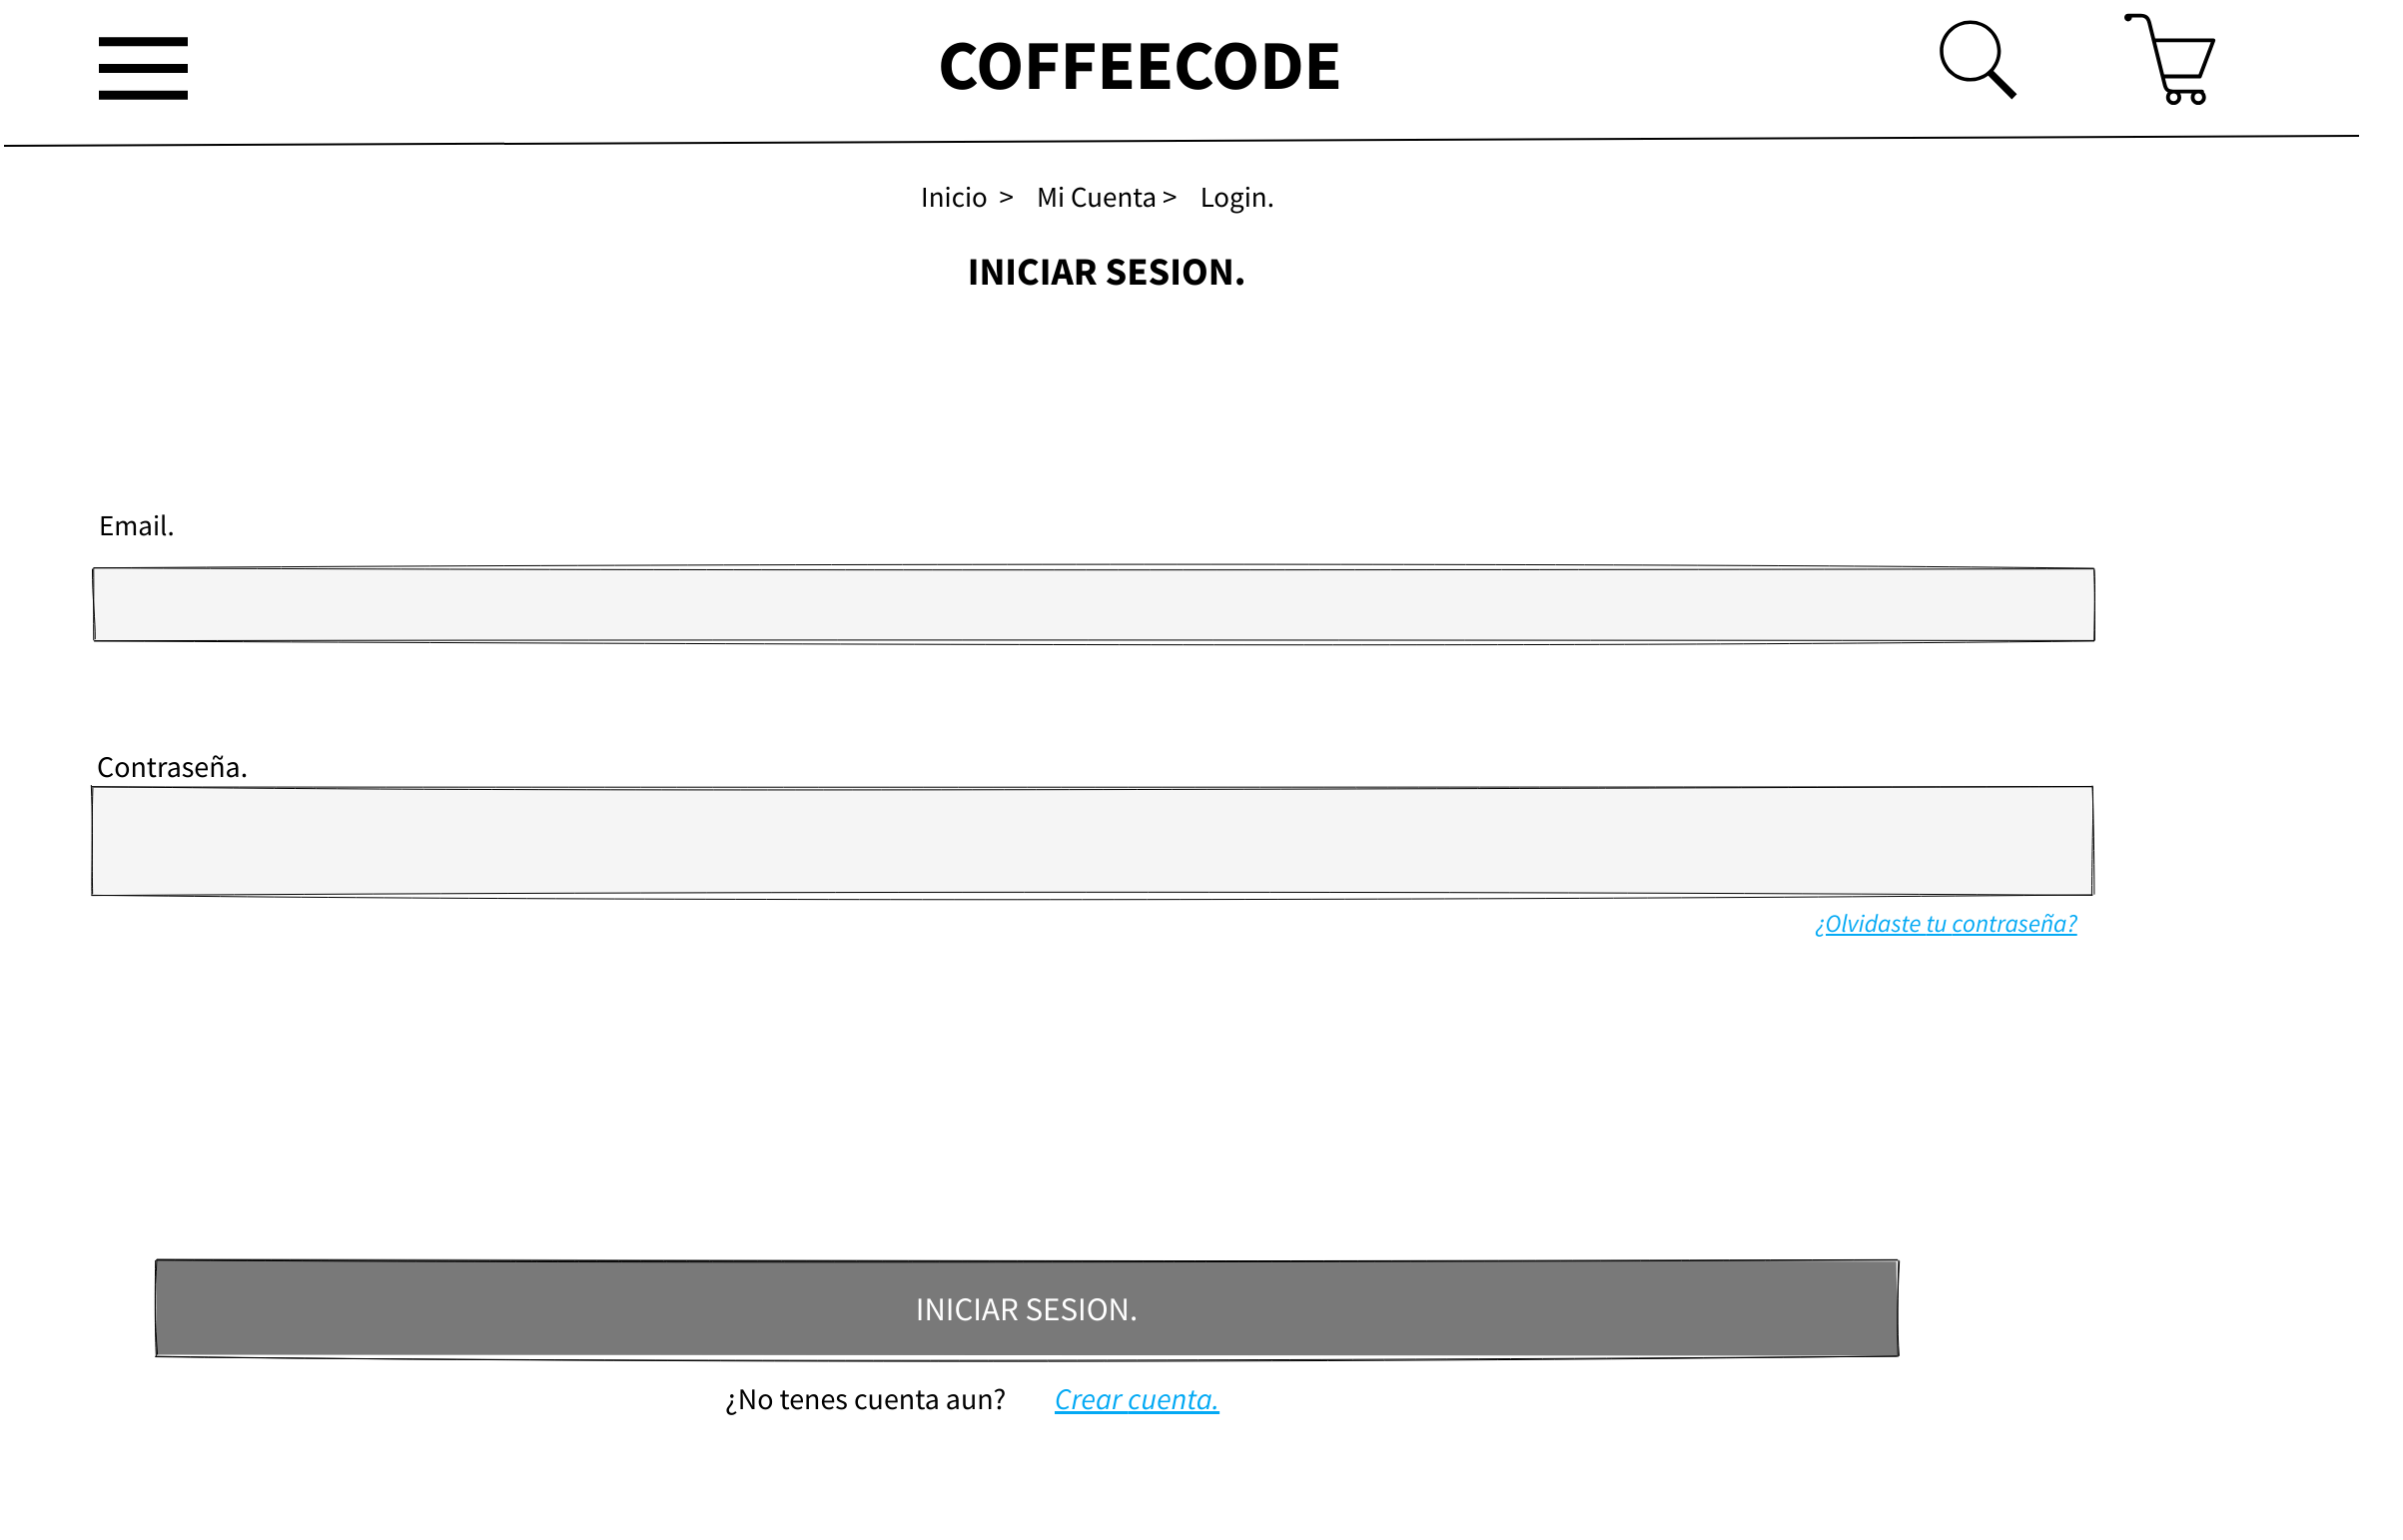 COFFEECODE
Inicio > Mi Cuenta > Login.
INICIAR SESION.
Email.
Contraseña.
¿Olvidaste tu contraseña?
INICIAR SESION.
¿No tenes cuenta aun? Crear cuenta.